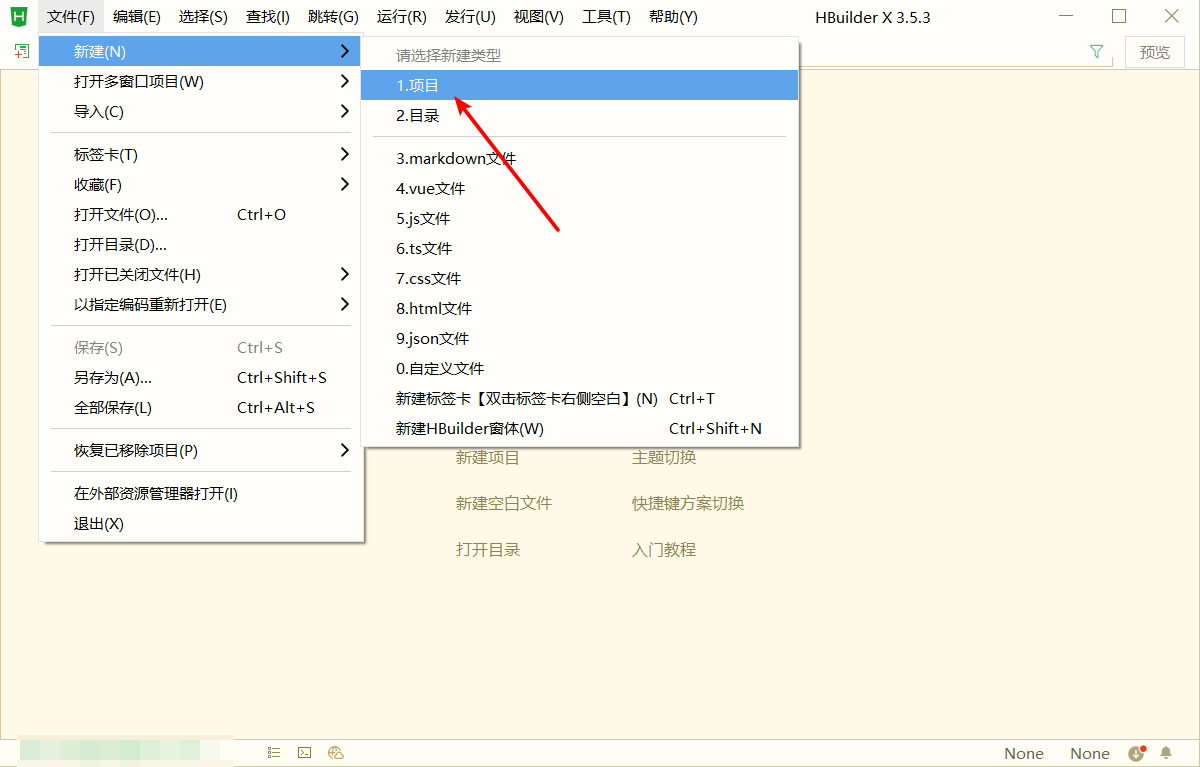 文件(F) 编辑(E) 选择(S) 查找(I) 跳转(G) 运行(R) 发行(U) 视图(V) 工具(T) 帮助(Y) HBuilder X 3.5.3
预览
新建(N)
打开多窗口项目(W)
导入(C)
标签卡(T)
收藏(F)
打开文件(O)... Ctrl+O
打开目录(D)...
打开已关闭文件(H)
以指定编码重新打开(E)
保存(S) Ctrl+S
另存为(A)... Ctrl+Shift+S
全部保存(L) Ctrl+Alt+S
恢复已移除项目(P)
在外部资源管理器打开(I)
退出(X)
请选择新建类型
1.项目
2.目录
3.markdown文件
4.vue文件
5.js文件
6.ts文件
7.css文件
8.html文件
9.json文件
0.自定义文件
新建标签卡【双击标签卡右侧空白】(N) Ctrl+T
新建HBuilder窗体(W) Ctrl+Shift+N
新建项目 主题切换
新建空白文件 快捷键方案切换
打开目录 入门教程
None None